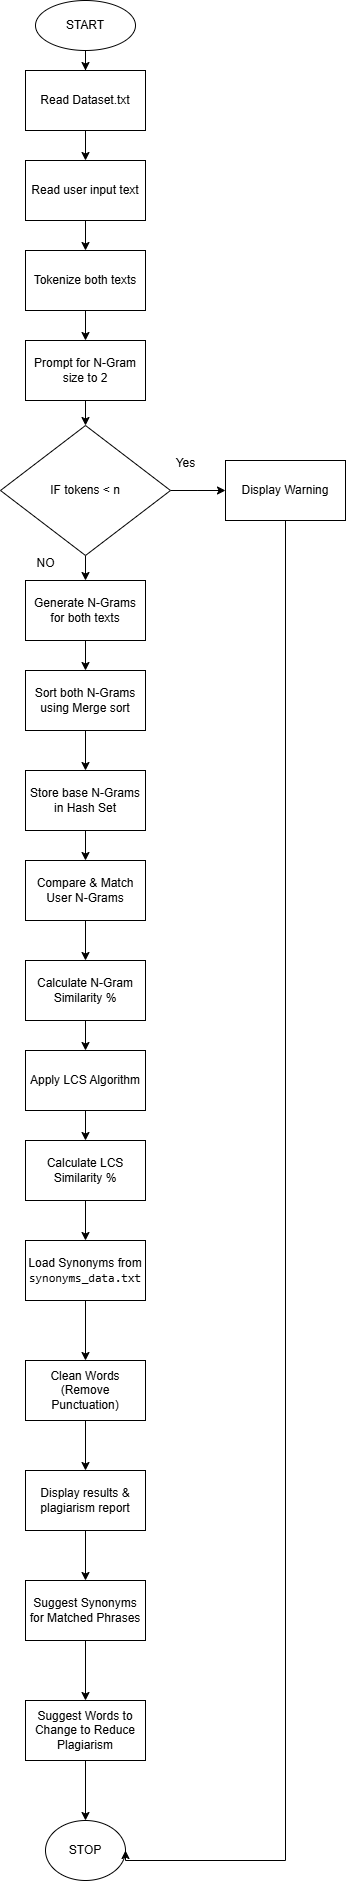 START
Read Dataset.txt
Read user input text
Tokenize both texts
Prompt for N-Gram
size to 2
IF tokens < n
Yes
Display Warning
NO
Generate N-Grams
for both texts
Sort both N-Grams
using Merge sort
Store base N-Grams
in Hash Set
Compare & Match
User N-Grams
Calculate N-Gram
Similarity %
Apply LCS Algorithm
Calculate LCS
Similarity %
Load Synonyms from
synonyms_data.txt
Clean Words
(Remove
Punctuation)
Display results &
plagiarism report
Suggest Synonyms
for Matched Phrases
Suggest Words to
Change to Reduce
Plagiarism
STOP